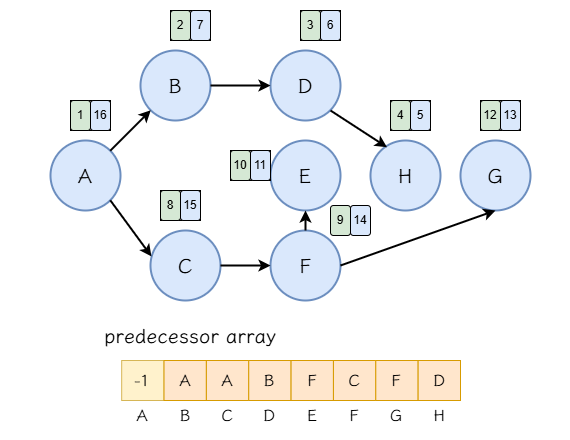 2 7
3 6
B
D
1 16
4 5
12 13
A
10 11
E
H
G
8 15
9 14
C
F
predecessor array
-1 A A B F C F D
A B C D E F G H